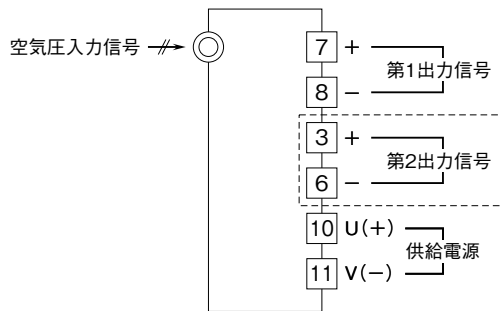 空気圧入力信号
7 +
第1出力信号
8 −
3 +
第2出力信号
6 −
10 U(+)
供給電源
11 V(−)